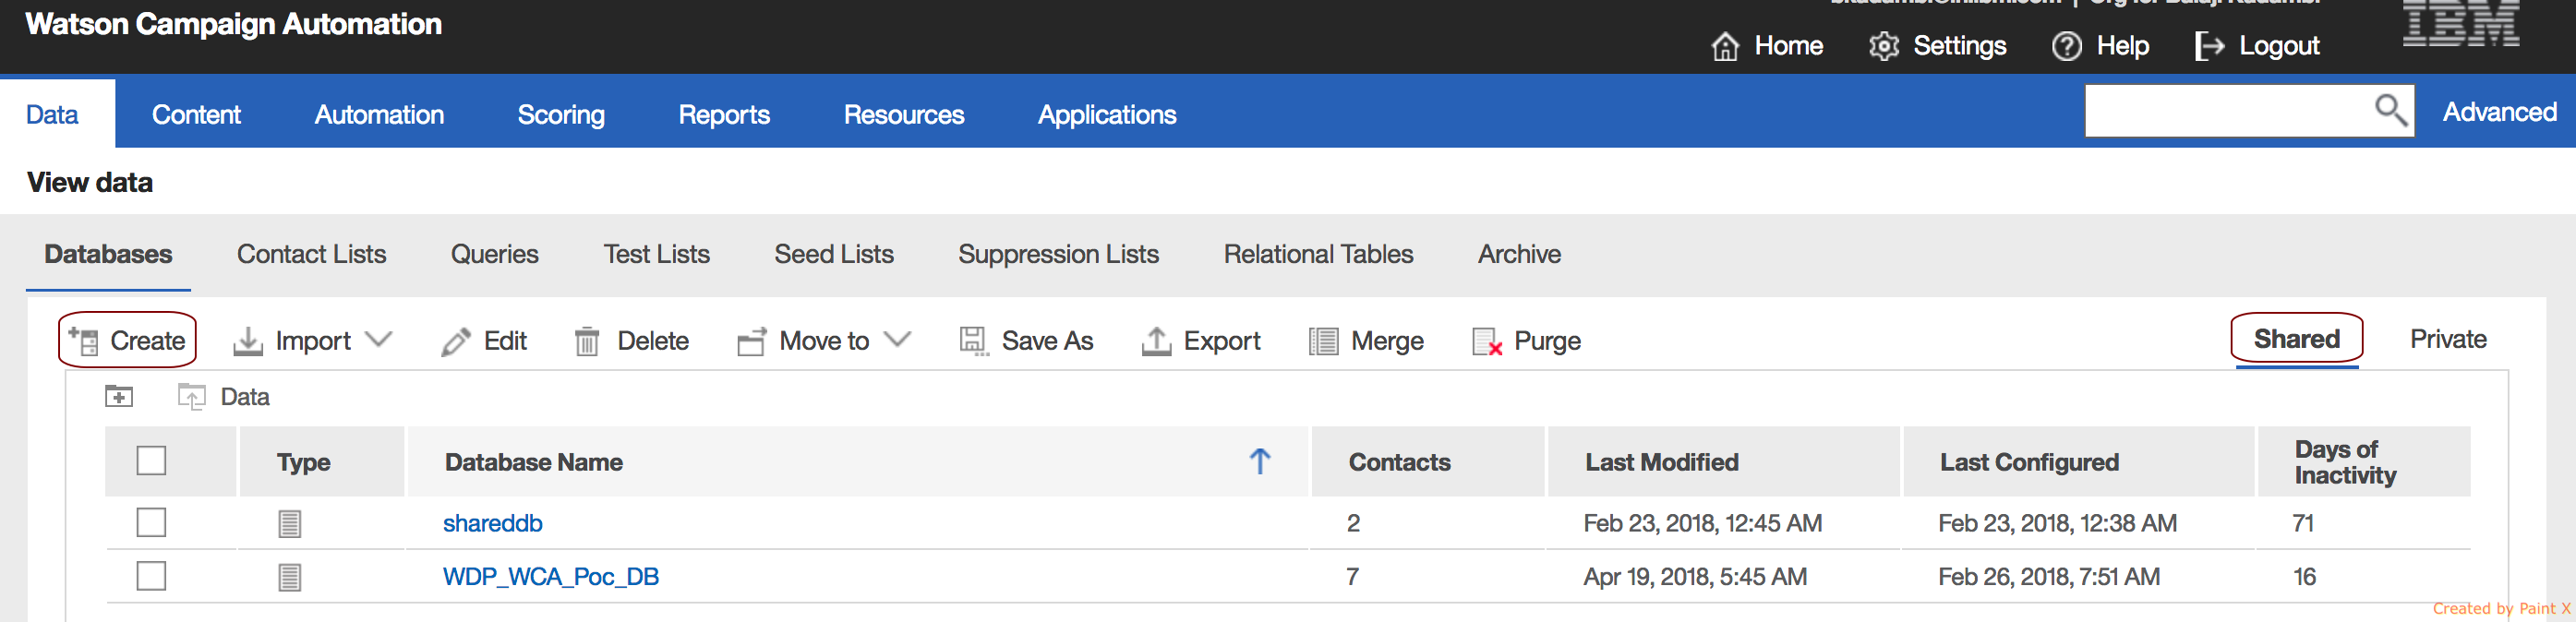 Watson Campaign Automation
IBM
Home Settings Help Logout
Data Content Automation Scoring Reports Resources Applications Advanced
View data
Databases Contact Lists Queries Test Lists Seed Lists Suppression Lists Relational Tables Archive
Create Import Edit Delete Move to Save As Export Merge Purge Shared Private
Data
Type Database Name Contacts Last Modified Last Configured Days of Inactivity
shareddb 2 Feb 23, 2018, 12:45 AM Feb 23, 2018, 12:38 AM 71
WDP_WCA_Poc_DB 7 Apr 19, 2018, 5:45 AM Feb 26, 2018, 7:51 AM 16
Created by Paint X